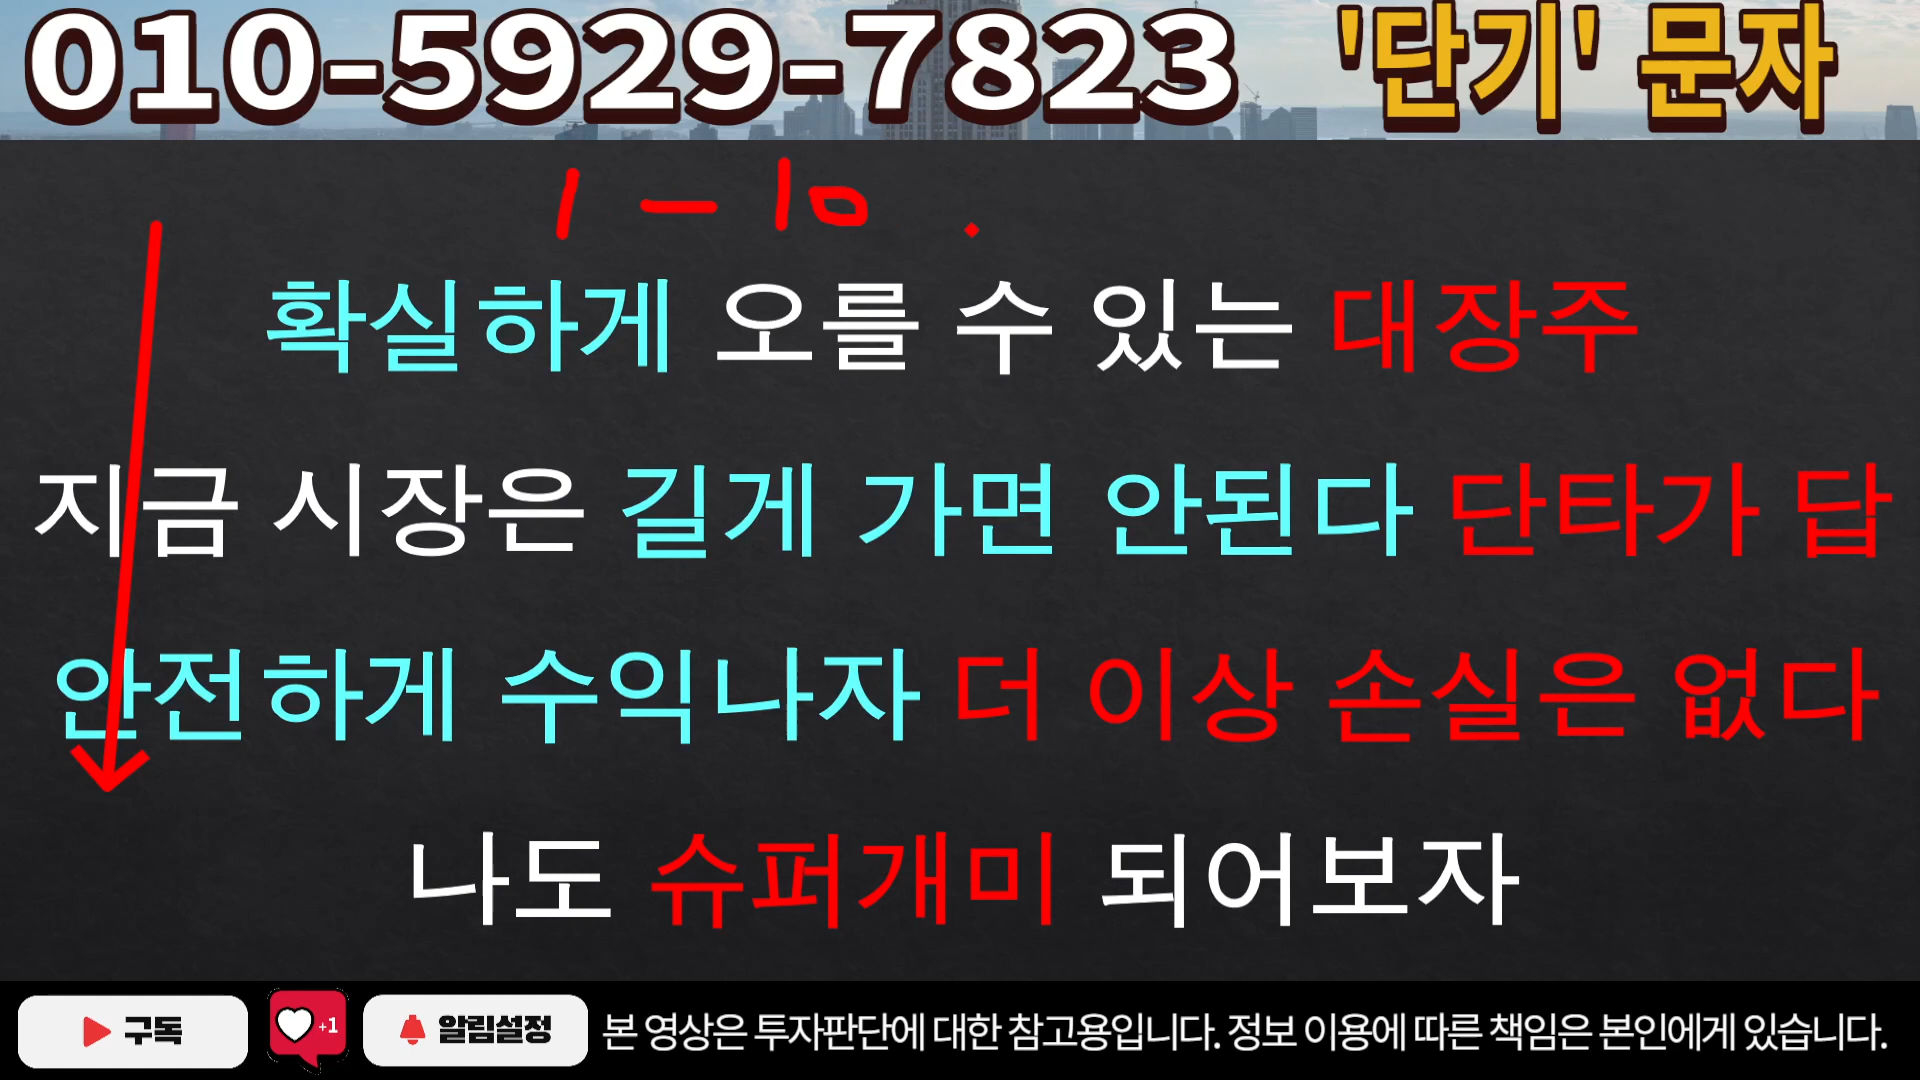 010-5929-7823 '단기' 문자
1 - 10 .
확실하게 오를 수 있는 대장주
지금 시장은 길게 가면 안된다 단타가 답
안전하게 수익나자 더 이상 손실은 없다
나도 슈퍼개미 되어보자
구독 +1 알림설정 본 영상은 투자판단에 대한 참고용입니다. 정보 이용에 따른 책임은 본인에게 있습니다.